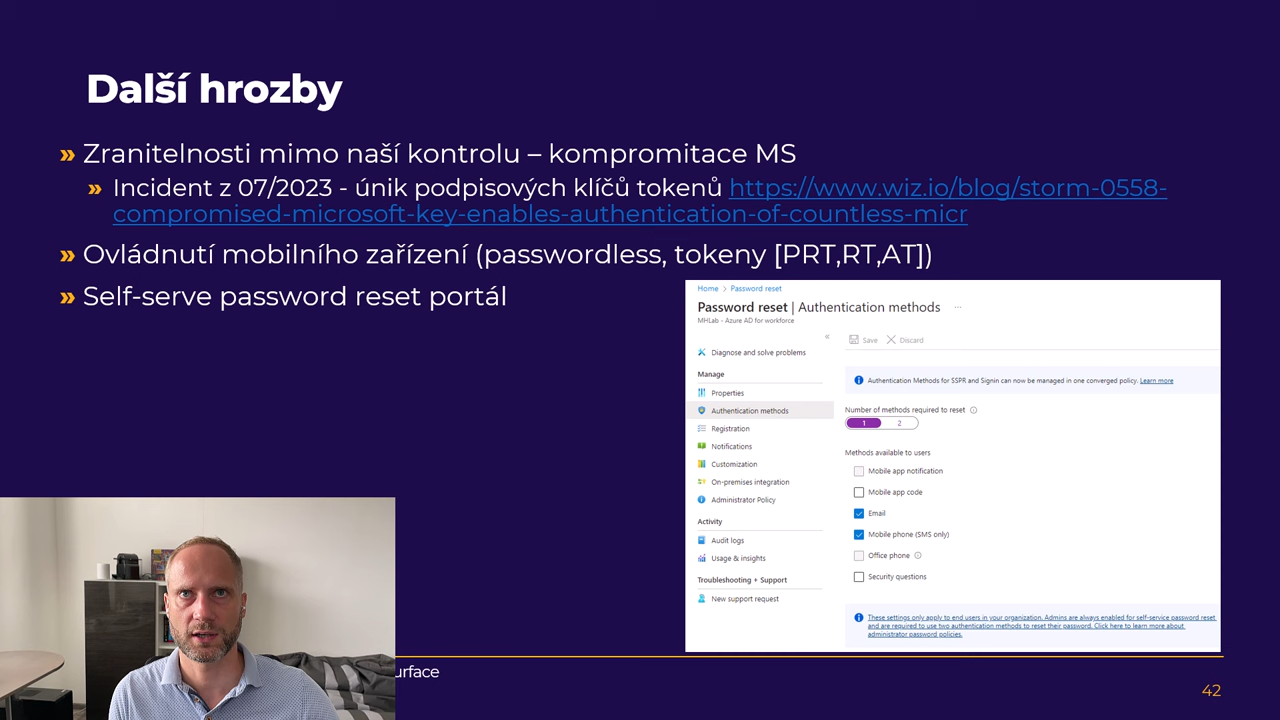 Další hrozby
» Zranitelnosti mimo naší kontrolu – kompromitace MS
» Incident z 07/2023 - únik podpisových klíčů tokenů https://www.wiz.io/blog/storm-0558-
compromised-microsoft-key-enables-authentication-of-countless-micr
» Ovládnutí mobilního zařízení (passwordless, tokeny [PRT,RT,AT])
» Self-serve password reset portál
Home > Password reset
Password reset | Authentication methods ...
MHLab - Azure AD for workforce
«
Diagnose and solve problems
Manage
Properties
Authentication methods
Registration
Notifications
Customization
On-premises integration
Administrator Policy
Activity
Audit logs
Usage & insights
Troubleshooting + Support
New support request
Save Discard
Authentication Methods for SSPR and Signin can now be managed in one converged policy. Learn more
Number of methods required to reset
1 2
Methods available to users
Mobile app notification
Mobile app code
Email
Mobile phone (SMS only)
Office phone
Security questions
These settings only apply to end users in your organization. Admins are always enabled for self-service password reset
and are required to use two authentication methods to reset their password. Click here to learn more about
administrator password policies.
urface
42